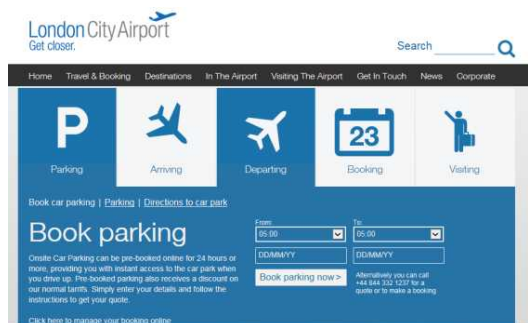 London City Airport
Get closer.
Search
Home Travel & Booking Destinations In The Airport Visiting The Airport Get In Touch News Corporate
P
23
Parking Arriving Departing Booking Visiting
Book car parking | Parking | Directions to car park
Book parking
Onsite Car Parking can be pre-booked online for 24 hours or
more, providing you with instant access to the car park when
you drive up. Pre-booked parking also receives a discount on
our normal tariffs. Simply enter your details and follow the
instructions to get your quote.
Click here to manage your booking online
From: To:
05:00 05:00
DD/MM/YY DD/MM/YY
Book parking now >
Alternatively you can call
+44 844 332 1237 for a
quote or to make a booking